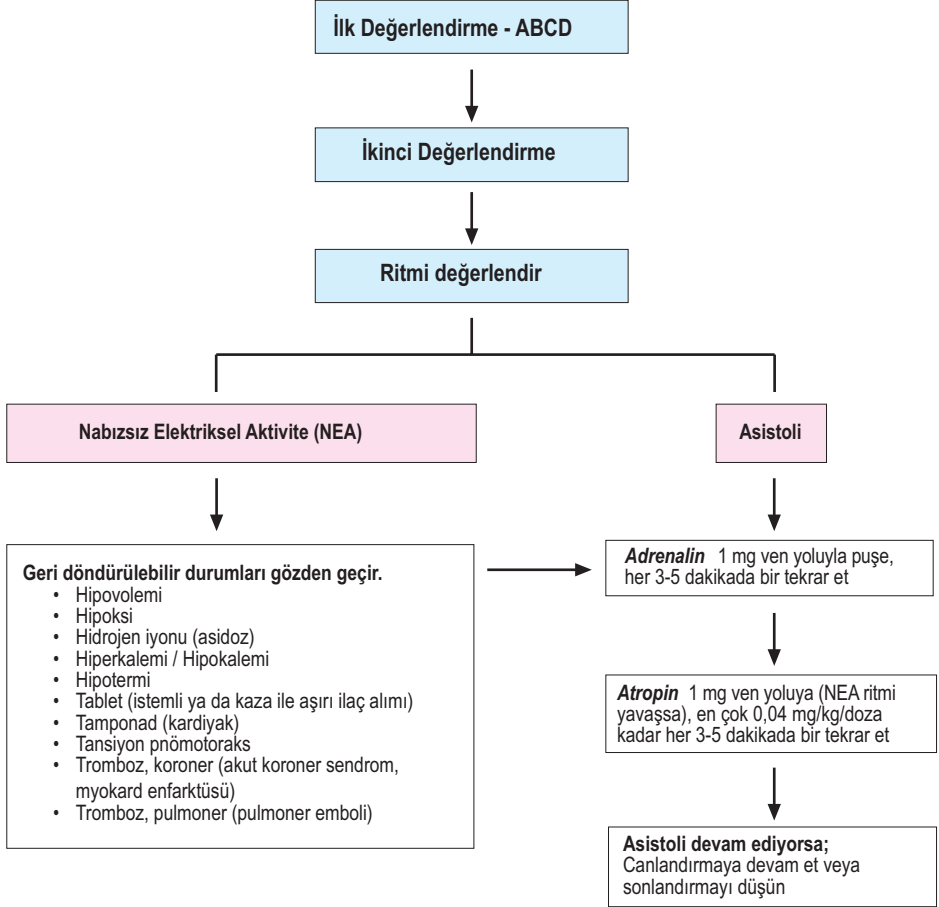 İlk Değerlendirme - ABCD
İkinci Değerlendirme
Ritmi değerlendir
Nabızsız Elektriksel Aktivite (NEA)
Asistoli
Geri döndürülebilir durumları gözden geçir.
• Hipovolemi
• Hipoksi
• Hidrojen iyonu (asidoz)
• Hiperkalemi / Hipokalemi
• Hipotermi
• Tablet (istemli ya da kaza ile aşırı ilaç alımı)
• Tamponad (kardiyak)
• Tansiyon pnömotoraks
• Tromboz, koroner (akut koroner sendrom,
myokard enfarktüsü)
• Tromboz, pulmoner (pulmoner emboli)
Adrenalin 1 mg ven yoluyla puşe,
her 3-5 dakikada bir tekrar et
Atropin 1 mg ven yoluya (NEA ritmi
yavaşsa), en çok 0,04 mg/kg/doza
kadar her 3-5 dakikada bir tekrar et
Asistoli devam ediyorsa;
Canlandırmaya devam et veya
sonlandırmayı düşün